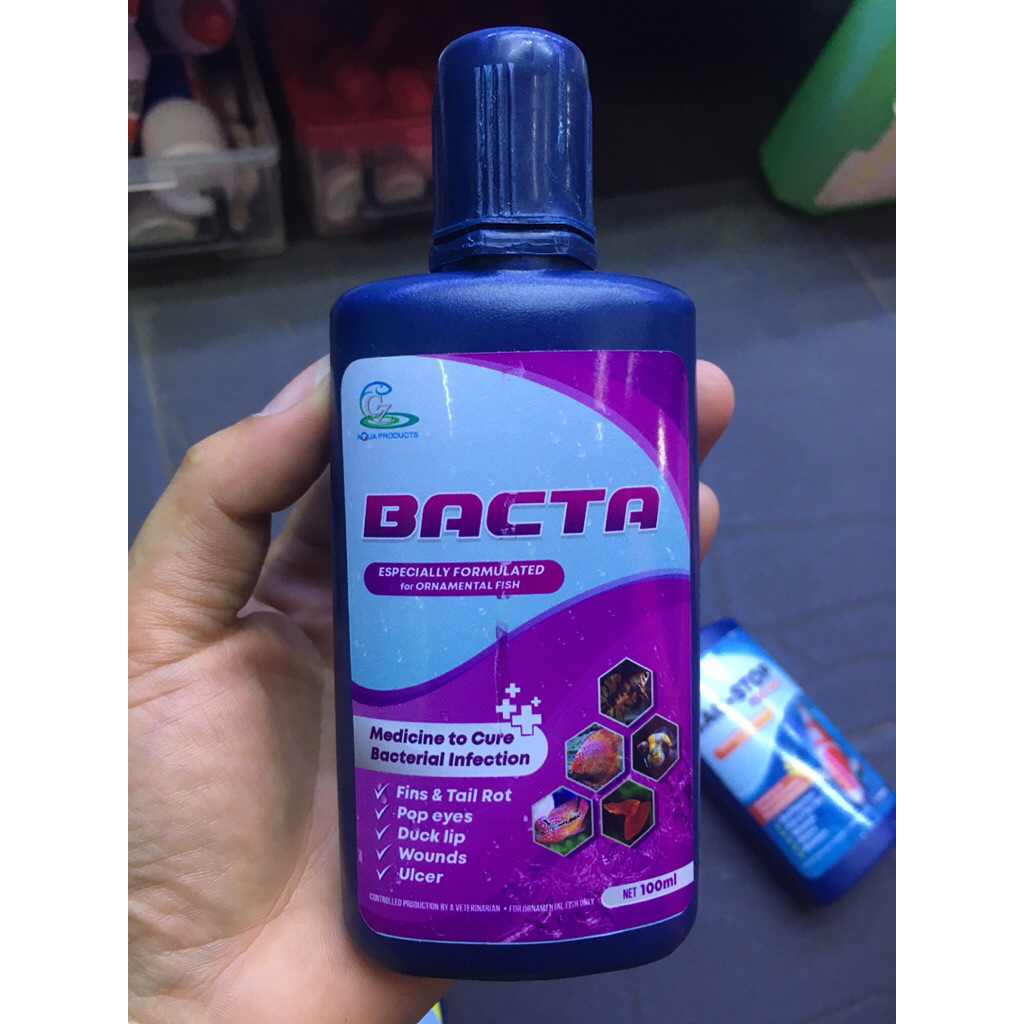 CZ
AQUA PRODUCTS
BACTA
ESPECIALLY FORMULATED
for ORNAMENTAL FISH
Medicine to Cure
Bacterial Infection
Fins & Tail Rot
Pop eyes
Duck lip
Wounds
Ulcer
NET 100ml
CONTROLLED PRODUCTION BY A VETERINARIAN • FOR ORNAMENTAL FISH ONLY